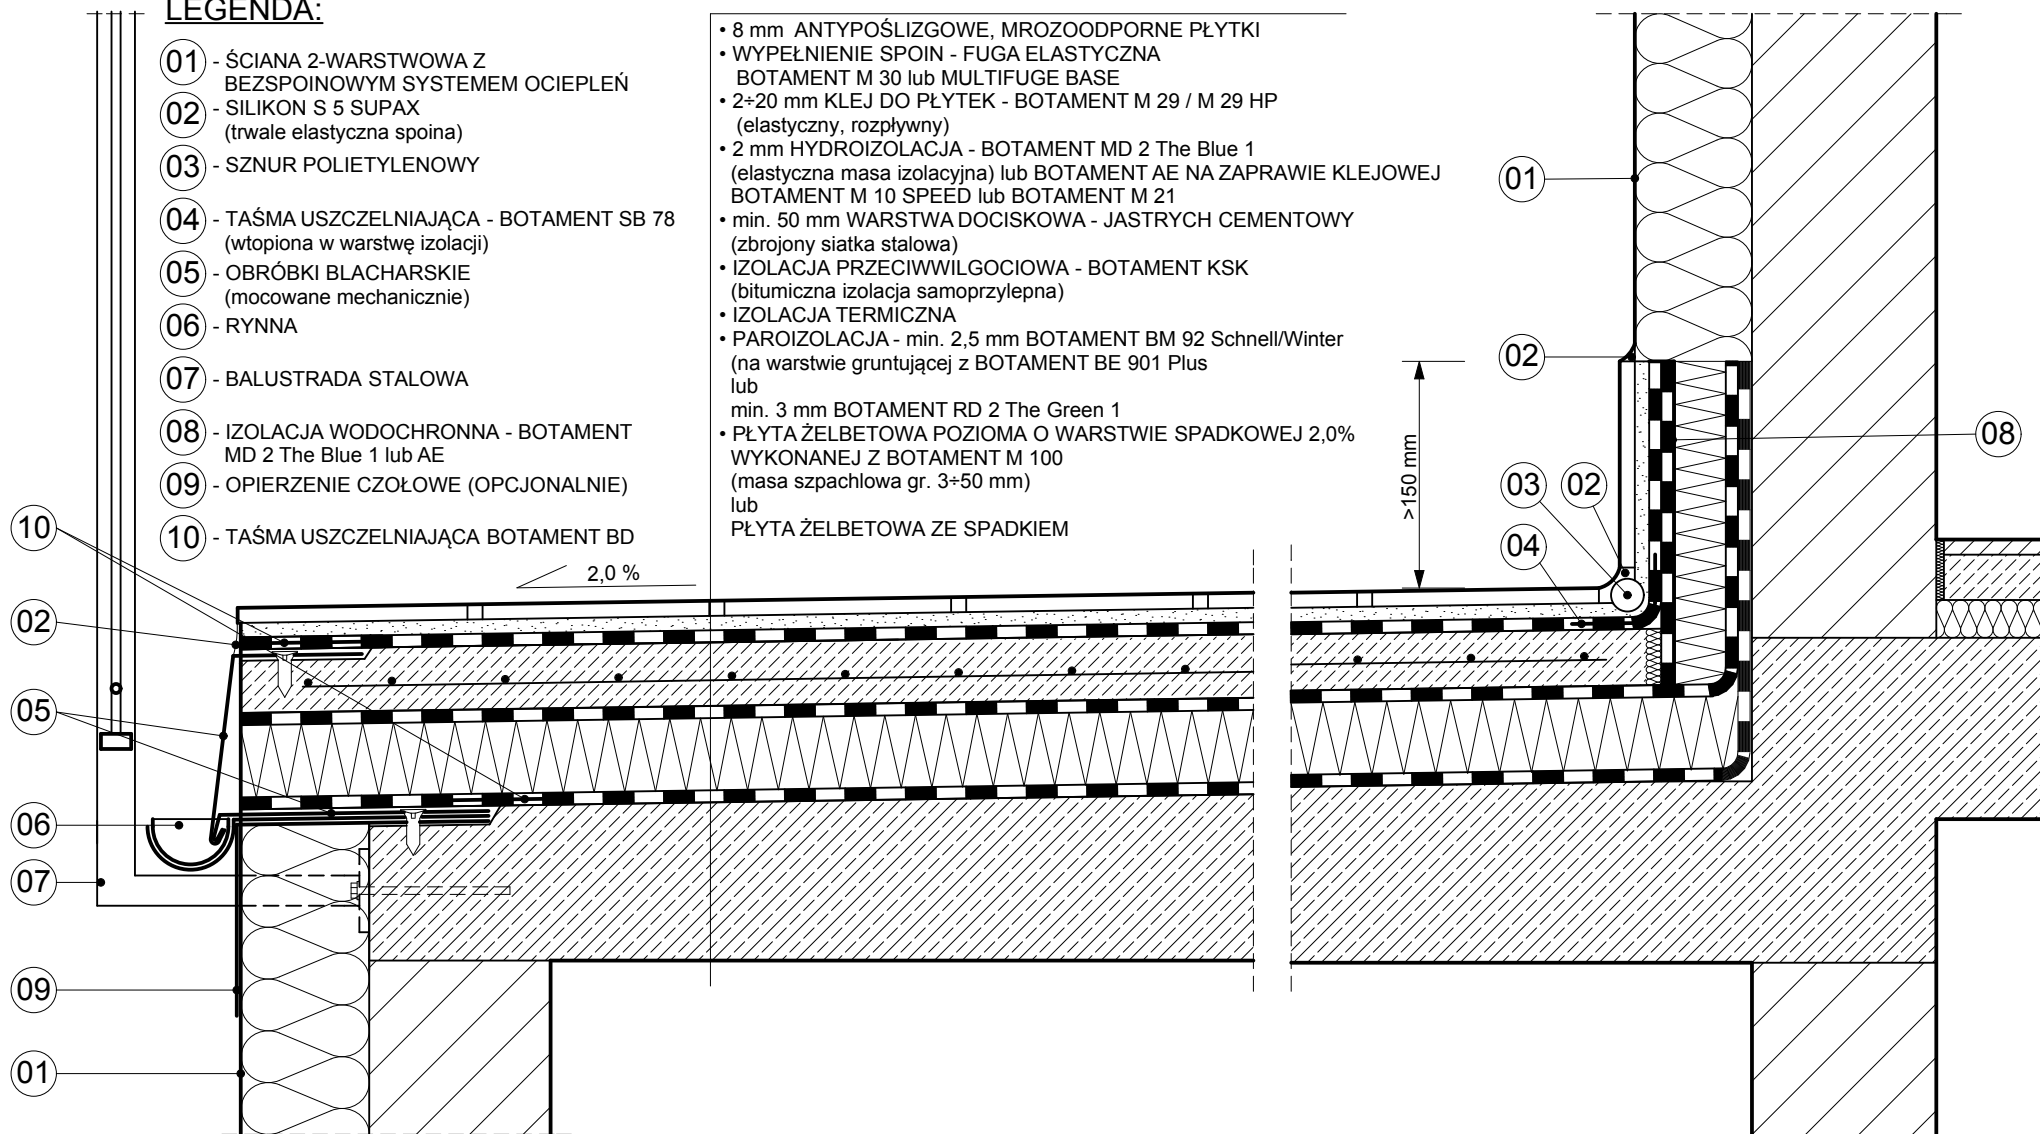 LEGENDA:
01 - ŚCIANA 2-WARSTWOWA Z
BEZSPOINOWYM SYSTEMEM OCIEPLEŃ
02 - SILIKON S 5 SUPAX
(trwale elastyczna spoina)
03 - SZNUR POLIETYLENOWY
04 - TAŚMA USZCZELNIAJĄCA - BOTAMENT SB 78
(wtopiona w warstwę izolacji)
05 - OBRÓBKI BLACHARSKIE
(mocowane mechanicznie)
06 - RYNNA
07 - BALUSTRADA STALOWA
08 - IZOLACJA WODOCHRONNA - BOTAMENT
MD 2 The Blue 1 lub AE
09 - OPIERZENIE CZOŁOWE (OPCJONALNIE)
10 - TAŚMA USZCZELNIAJĄCA BOTAMENT BD
• 8 mm ANTYPOŚLIZGOWE, MROZOODPORNE PŁYTKI
• WYPEŁNIENIE SPOIN - FUGA ELASTYCZNA
BOTAMENT M 30 lub MULTIFUGE BASE
• 2÷20 mm KLEJ DO PŁYTEK - BOTAMENT M 29 / M 29 HP
(elastyczny, rozpływny)
• 2 mm HYDROIZOLACJA - BOTAMENT MD 2 The Blue 1
(elastyczna masa izolacyjna) lub BOTAMENT AE NA ZAPRAWIE KLEJOWEJ
BOTAMENT M 10 SPEED lub BOTAMENT M 21
• min. 50 mm WARSTWA DOCISKOWA - JASTRYCH CEMENTOWY
(zbrojony siatka stalowa)
• IZOLACJA PRZECIWWILGOCIOWA - BOTAMENT KSK
(bitumiczna izolacja samoprzylepna)
• IZOLACJA TERMICZNA
• PAROIZOLACJA - min. 2,5 mm BOTAMENT BM 92 Schnell/Winter
(na warstwie gruntującej z BOTAMENT BE 901 Plus
lub
min. 3 mm BOTAMENT RD 2 The Green 1
• PŁYTA ŻELBETOWA POZIOMA O WARSTWIE SPADKOWEJ 2,0%
WYKONANEJ Z BOTAMENT M 100
(masa szpachlowa gr. 3÷50 mm)
lub
PŁYTA ŻELBETOWA ZE SPADKIEM
01
02
>150 mm
08
03 02
04
10
2,0 %
02
05
06
07
09
01